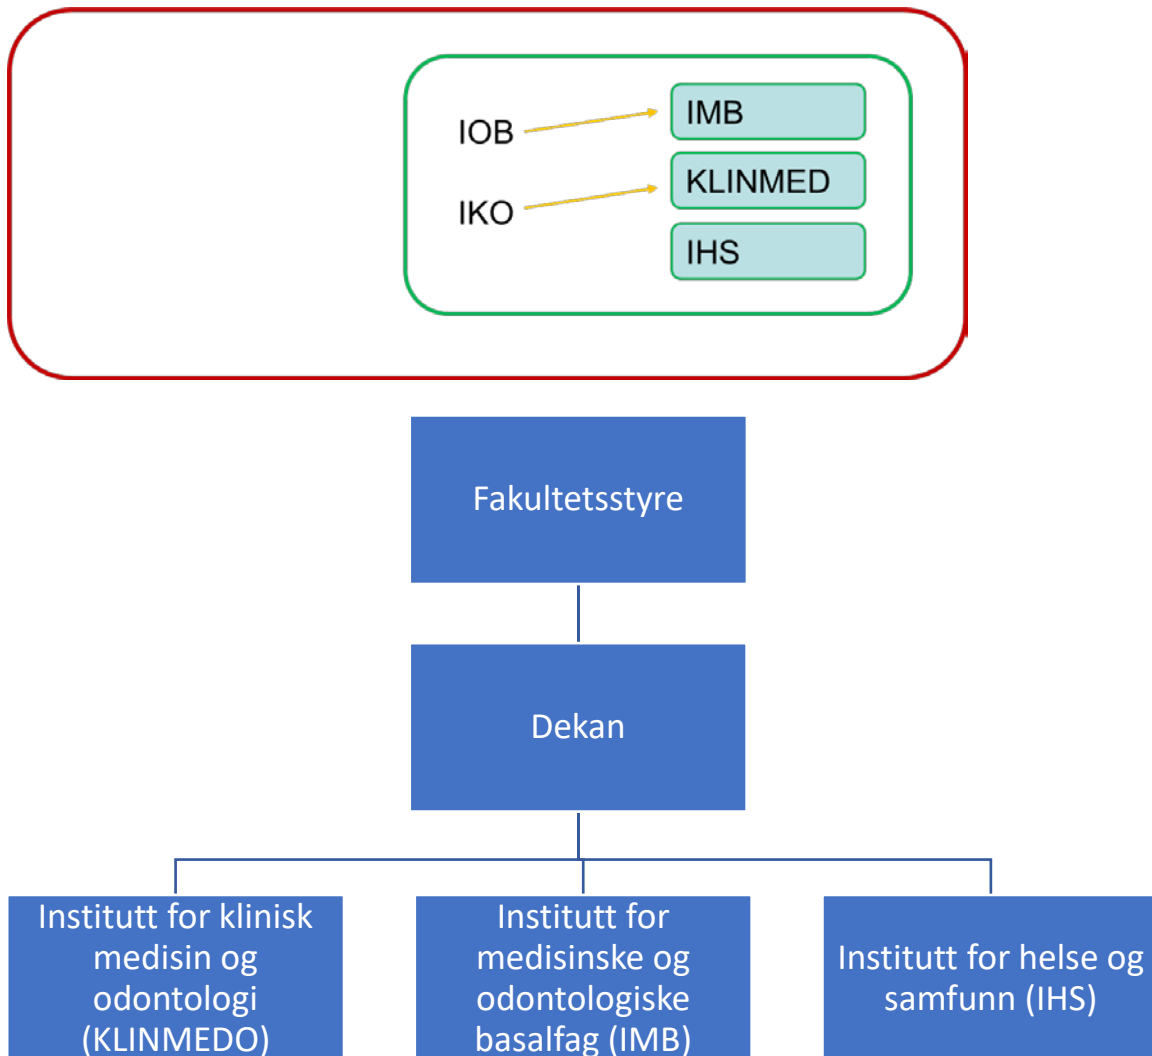 IOB
IMB
IKO
KLINMED
IHS
Fakultetsstyre
Dekan
Institutt for klinisk
medisin og
odontologi
(KLINMEDO)
Institutt for
medisinske og
odontologiske
basalfag (IMB)
Institutt for helse og
samfunn (IHS)